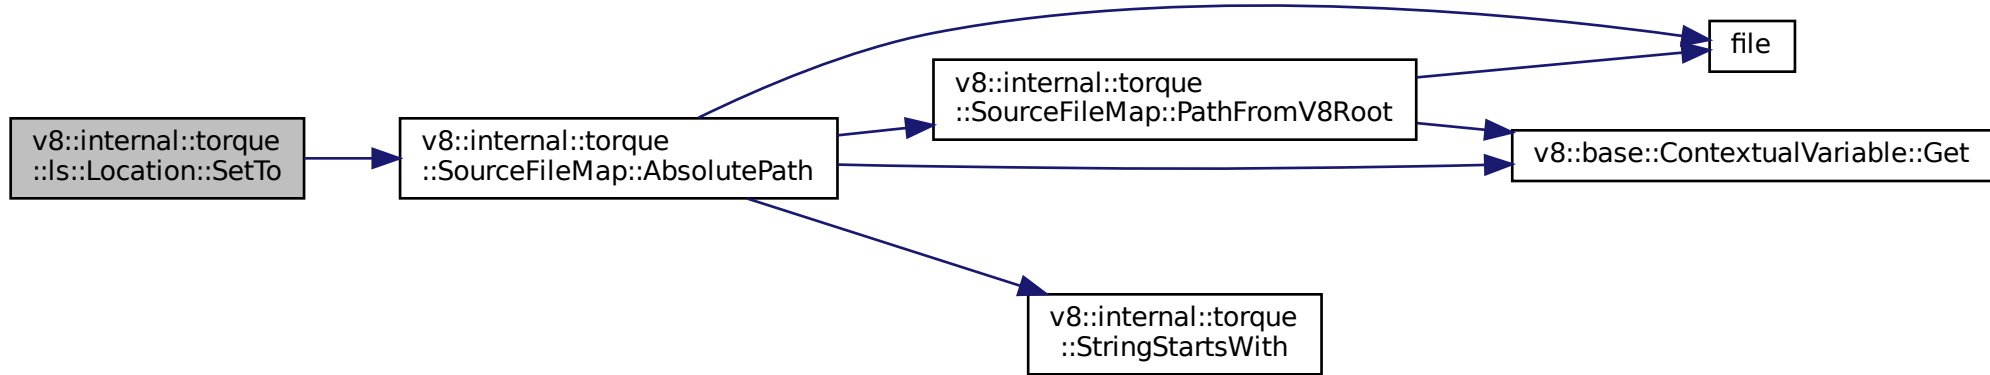 v8::internal::torque
::ls::Location::SetTo
v8::internal::torque
::SourceFileMap::AbsolutePath
v8::internal::torque
::SourceFileMap::PathFromV8Root
file
v8::base::ContextualVariable::Get
v8::internal::torque
::StringStartsWith